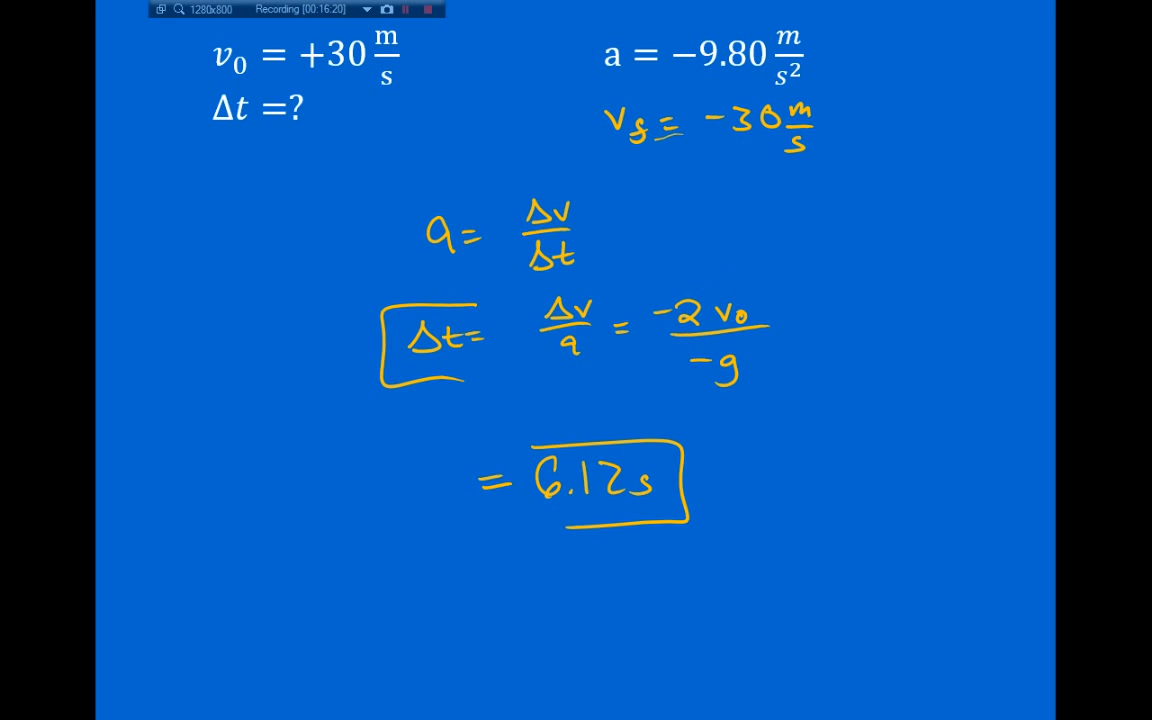 1280x800 Recording [00:16:20]
v₀ = +30 m/s
a = −9.80 m/s²
Δt =?
v_f = -30 m/s
a = Δv/Δt
Δt = Δv/a = -2v₀/-g
= 6.12s